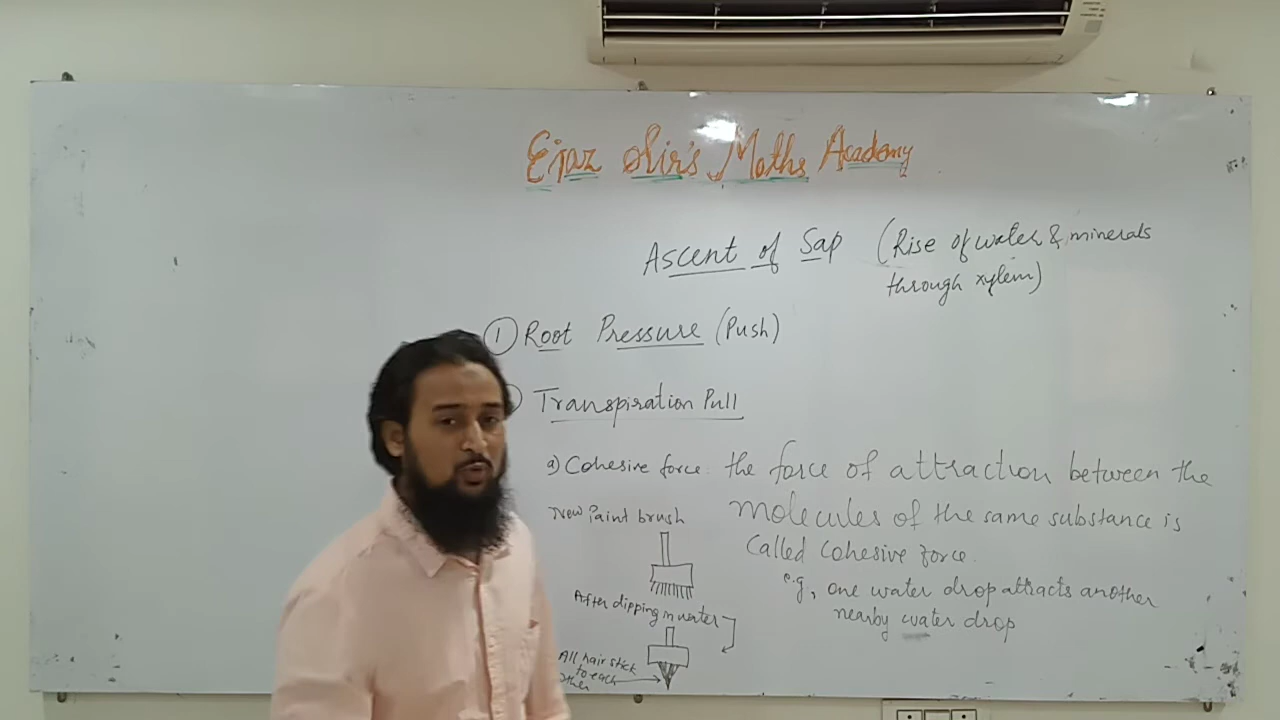 Ejaz Sir's Maths Academy
Ascent of Sap (Rise of water & minerals
through xylem)
① Root Pressure (Push)
Transpiration Pull
a) Cohesive force: the force of attraction between the
molecules of the same substance is
called cohesive force.
e.g, one water drop attracts another
nearby water drop
New Paint brush
After dipping in water
All hair stick
to each
other